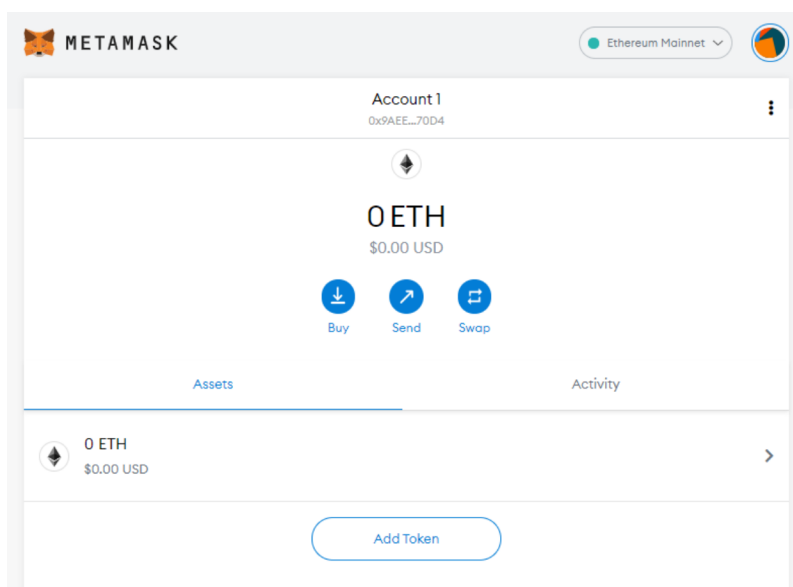 METAMASK
Ethereum Mainnet
Account 1
0x9AEE...70D4
0 ETH
$0.00 USD
Buy Send Swap
Assets Activity
0 ETH
$0.00 USD
Add Token